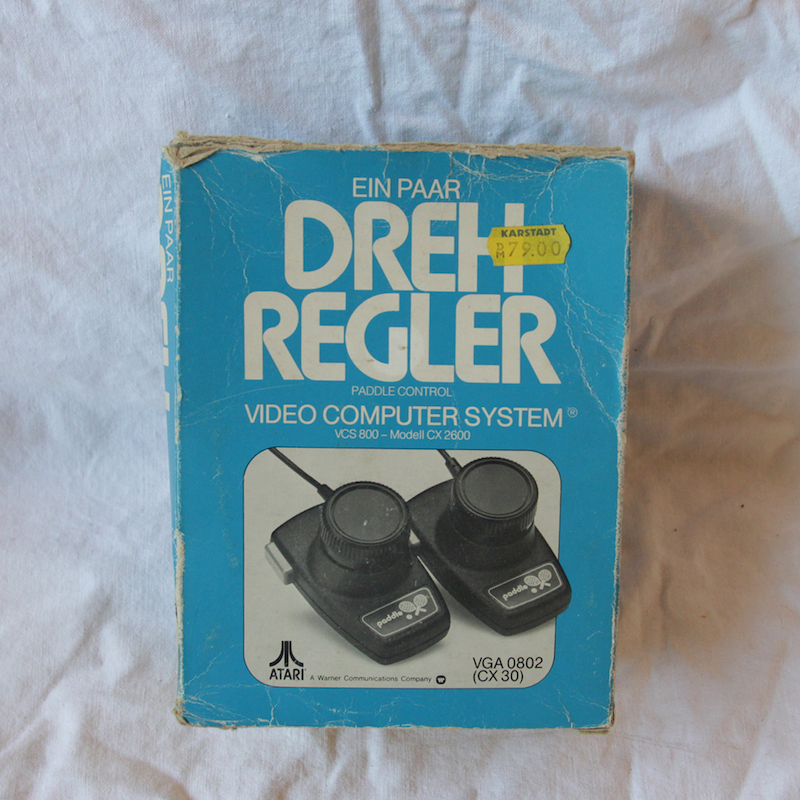 EIN PAAR
DREH
REGLER
KARSTADT
DM 79.00
PADDLE CONTROL
VIDEO COMPUTER SYSTEM®
VCS 800 – Modell CX 2600
paddle
paddle
ATARI
A Warner Communications Company
VGA 0802
(CX 30)
EIN PAAR